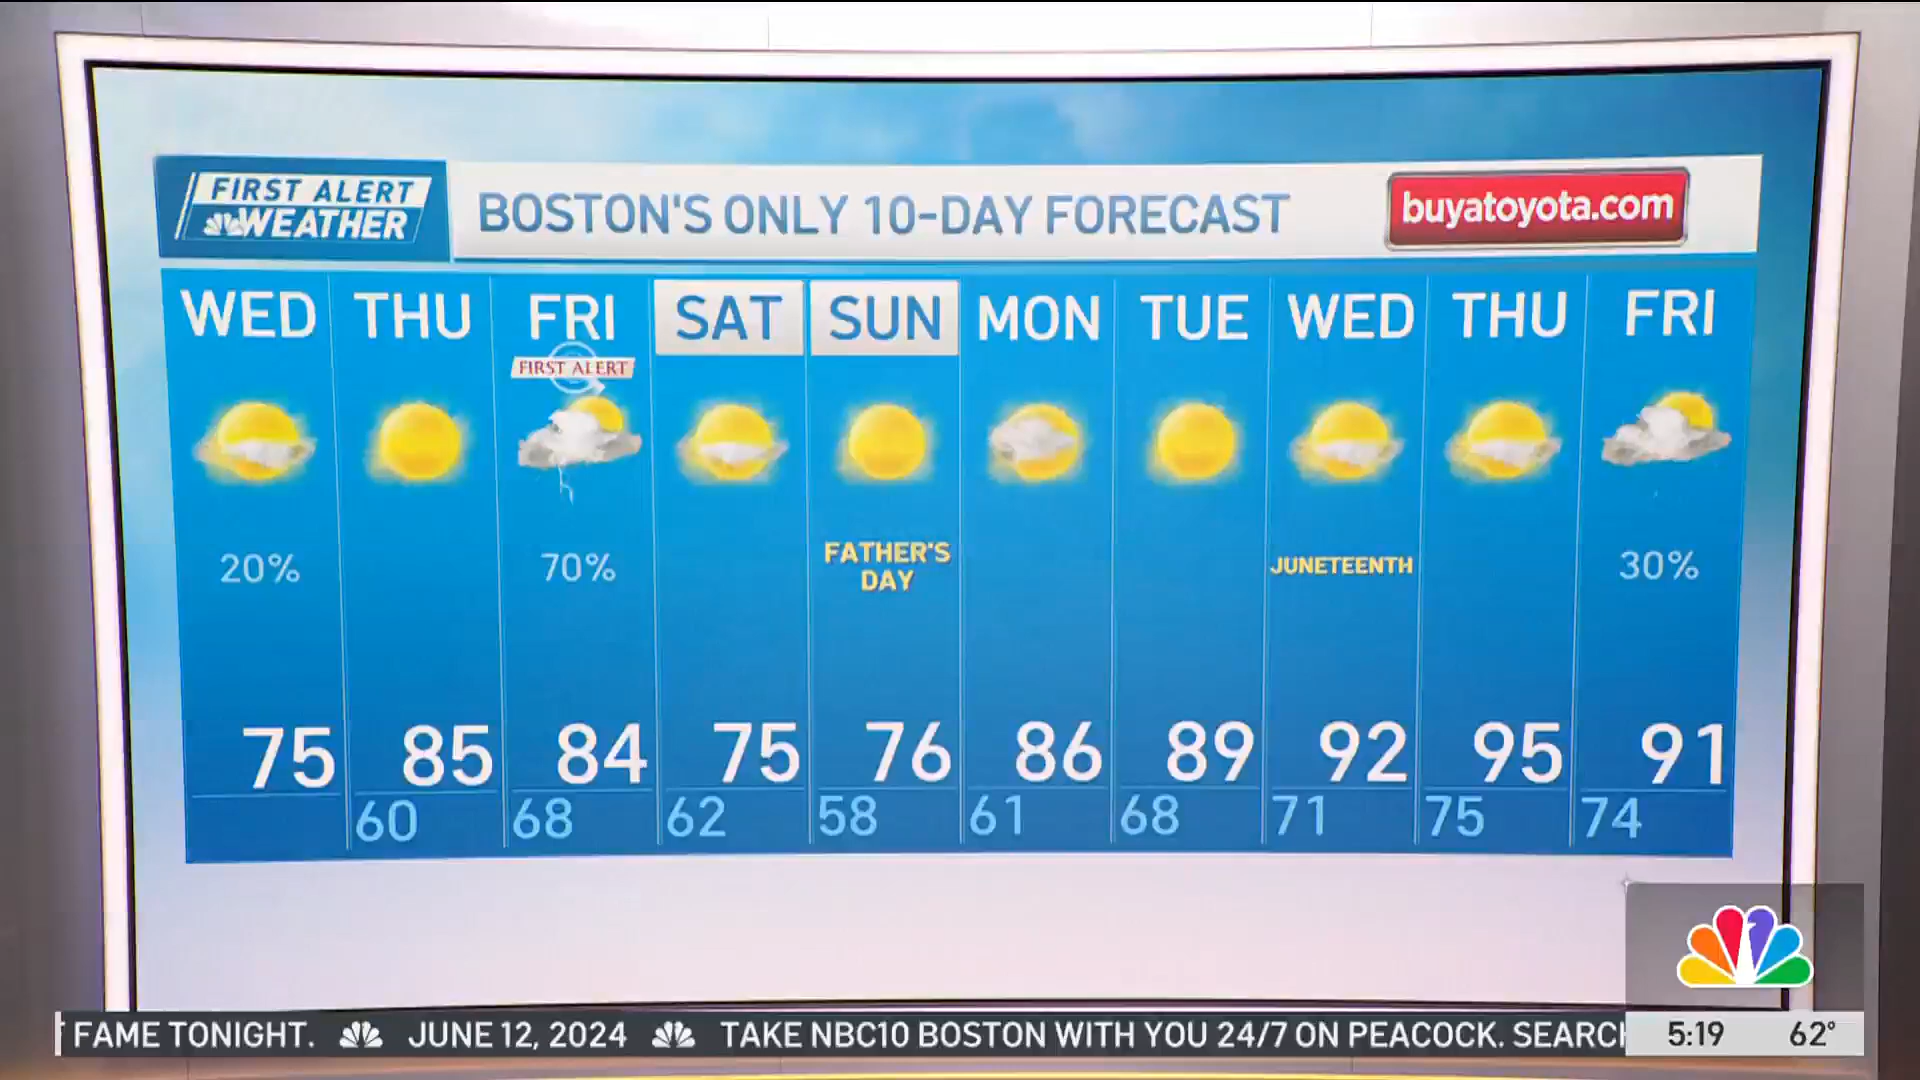 FIRST ALERT
WEATHER
BOSTON'S ONLY 10-DAY FORECAST
buyatoyota.com
WED THU FRI SAT SUN MON TUE WED THU FRI
FIRST ALERT
20% 70% FATHER'S DAY JUNETEENTH 30%
75 85 84 75 76 86 89 92 95 91
60 68 62 58 61 68 71 75 74
FAME TONIGHT. JUNE 12, 2024 TAKE NBC10 BOSTON WITH YOU 24/7 ON PEACOCK. SEARCH
5:19 62°